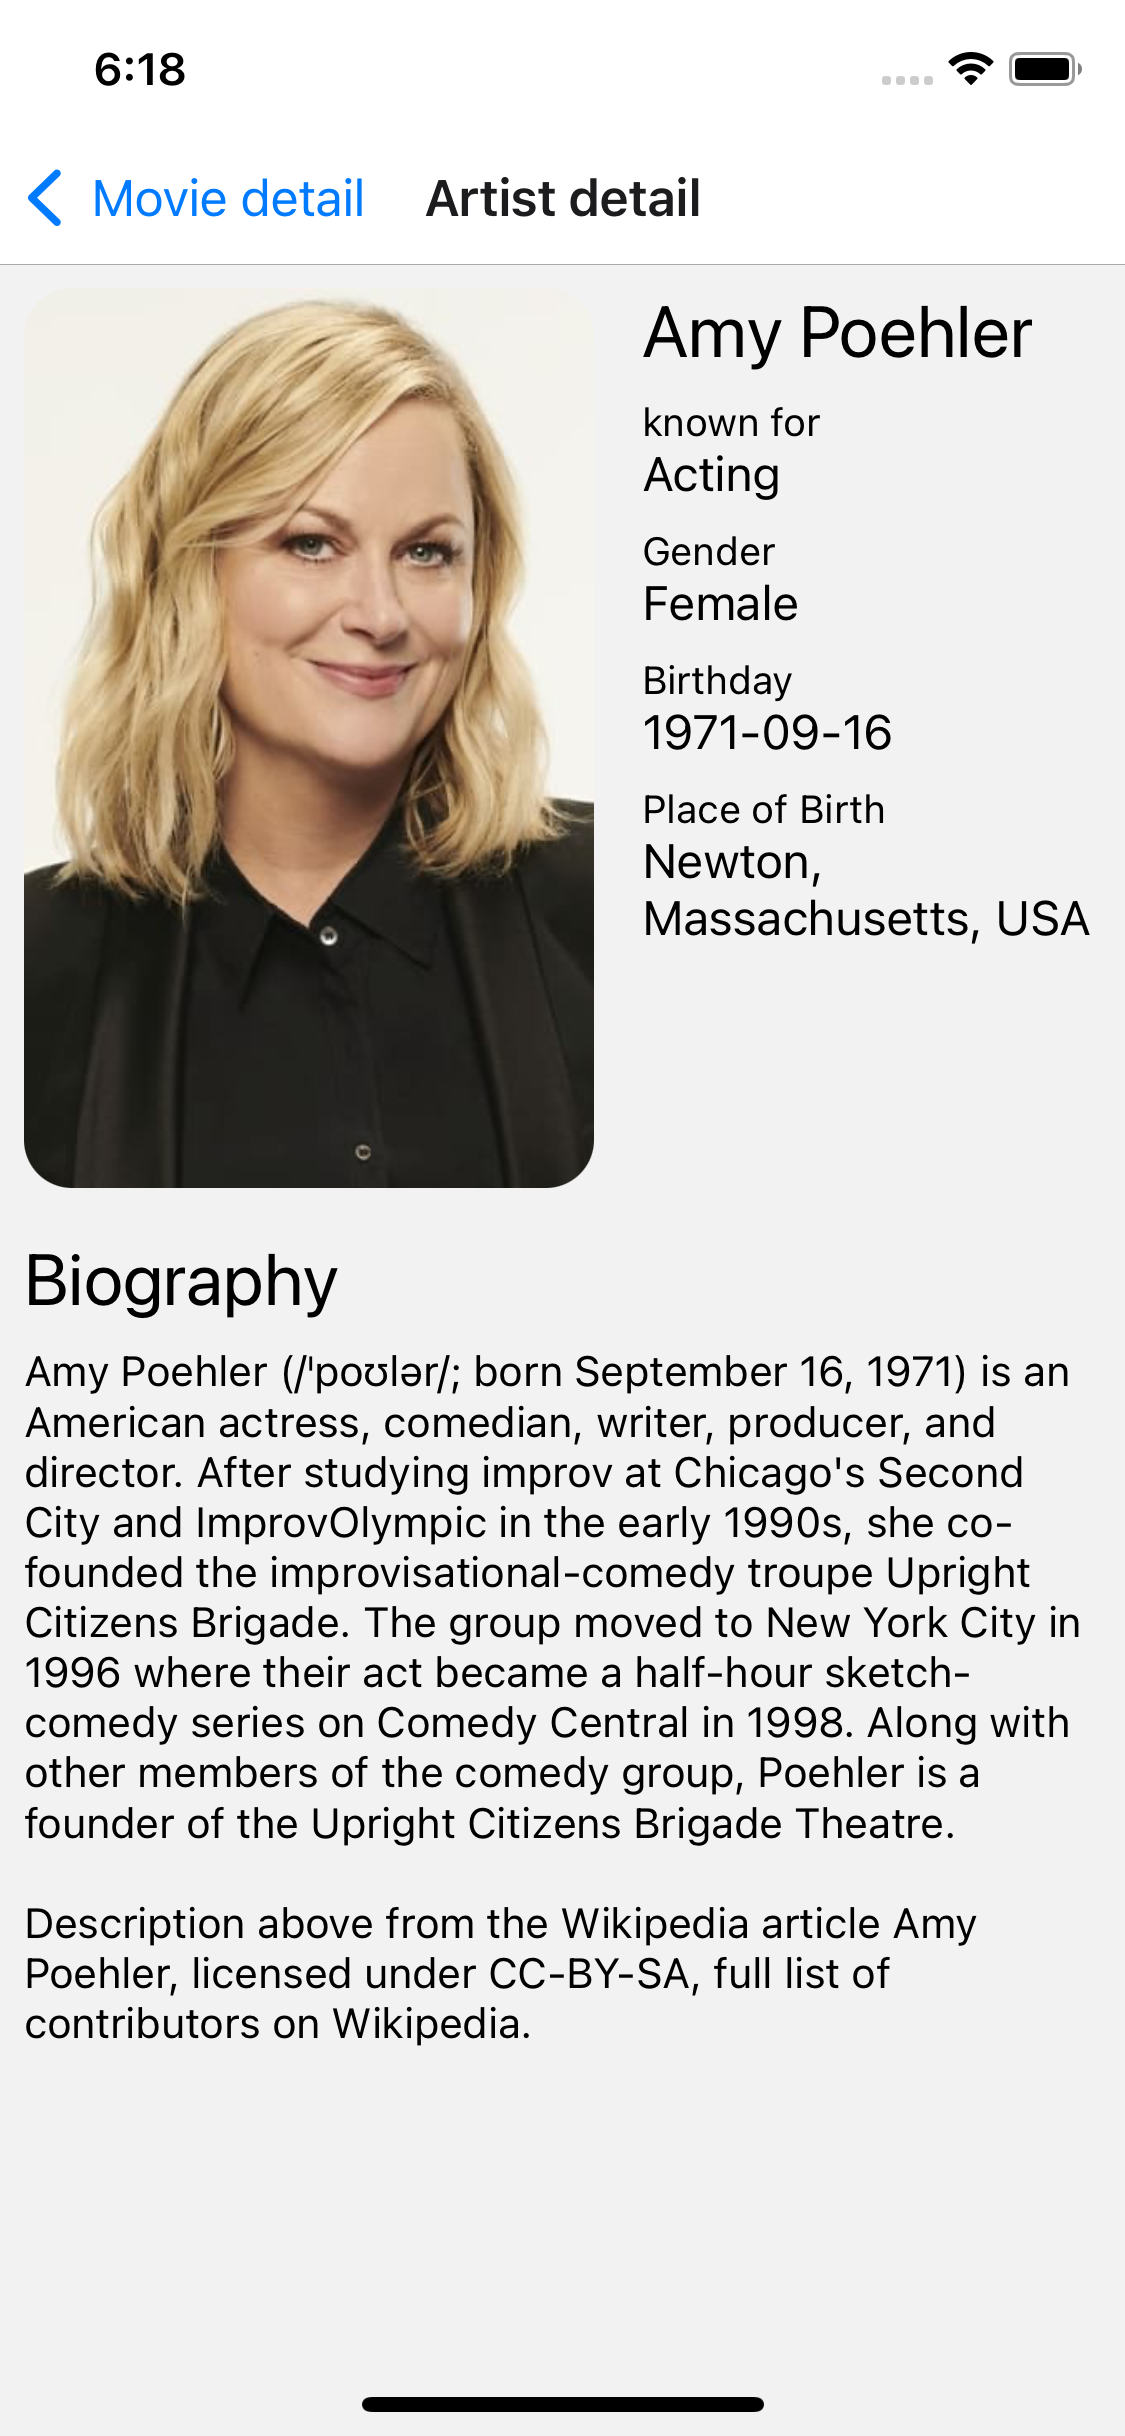 6:18
Movie detail
Artist detail
Amy Poehler
known for
Acting
Gender
Female
Birthday
1971-09-16
Place of Birth
Newton,
Massachusetts, USA
Biography
Amy Poehler (/ˈpoʊlər/; born September 16, 1971) is an
American actress, comedian, writer, producer, and
director. After studying improv at Chicago's Second
City and ImprovOlympic in the early 1990s, she co-
founded the improvisational-comedy troupe Upright
Citizens Brigade. The group moved to New York City in
1996 where their act became a half-hour sketch-
comedy series on Comedy Central in 1998. Along with
other members of the comedy group, Poehler is a
founder of the Upright Citizens Brigade Theatre.
Description above from the Wikipedia article Amy
Poehler, licensed under CC-BY-SA, full list of
contributors on Wikipedia.